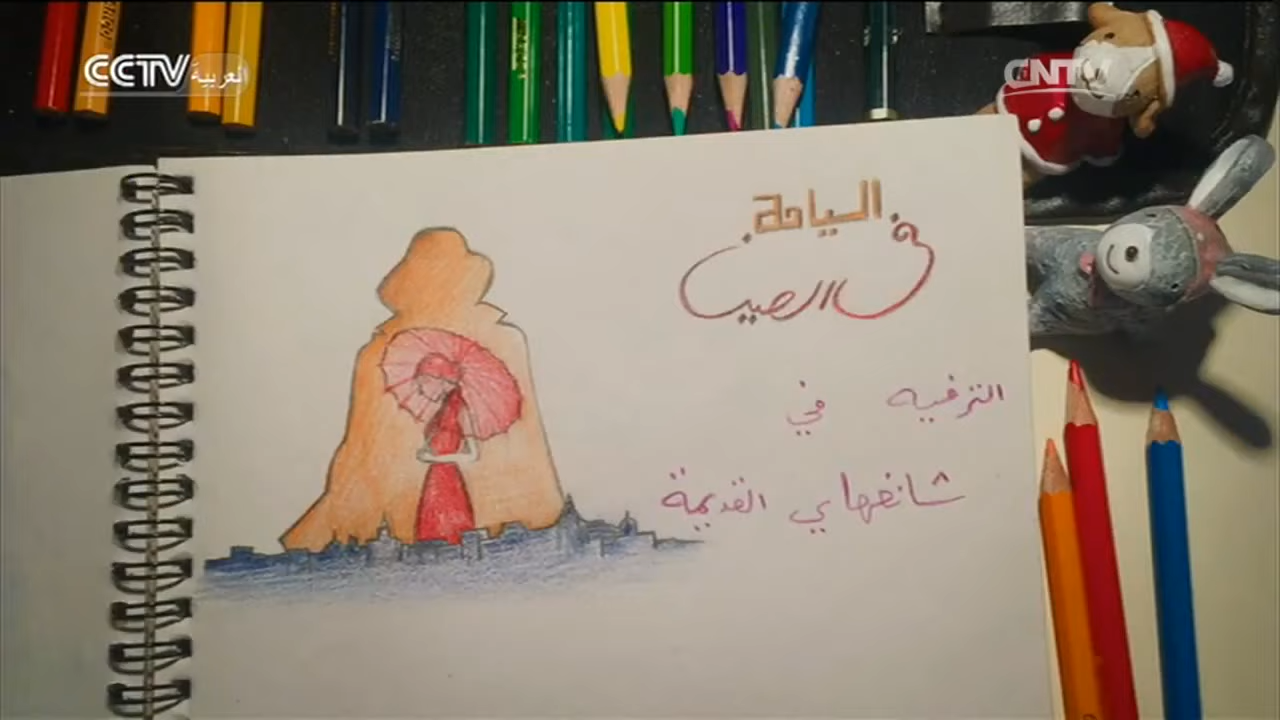 CCTV العربية
CNTV
السياحة
في الصين
الترفيه في
شانغهاي القديمة